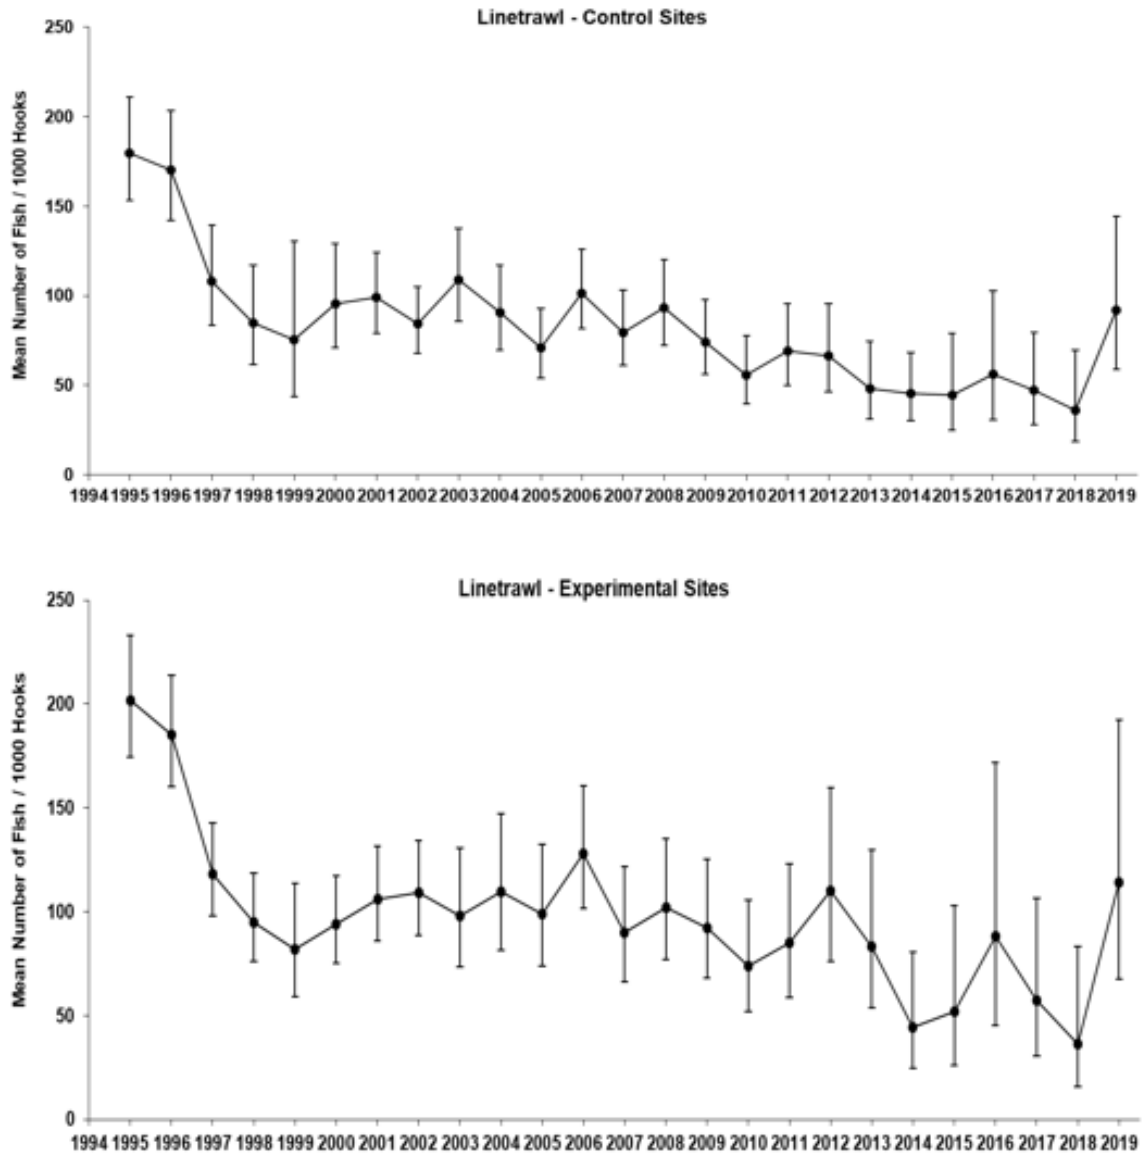 Linetrawl - Control Sites
Mean Number of Fish / 1000 Hooks
250
200
150
100
50
0
1994 1995 1996 1997 1998 1999 2000 2001 2002 2003 2004 2005 2006 2007 2008 2009 2010 2011 2012 2013 2014 2015 2016 2017 2018 2019
Linetrawl - Experimental Sites
Mean Number of Fish / 1000 Hooks
250
200
150
100
50
0
1994 1995 1996 1997 1998 1999 2000 2001 2002 2003 2004 2005 2006 2007 2008 2009 2010 2011 2012 2013 2014 2015 2016 2017 2018 2019